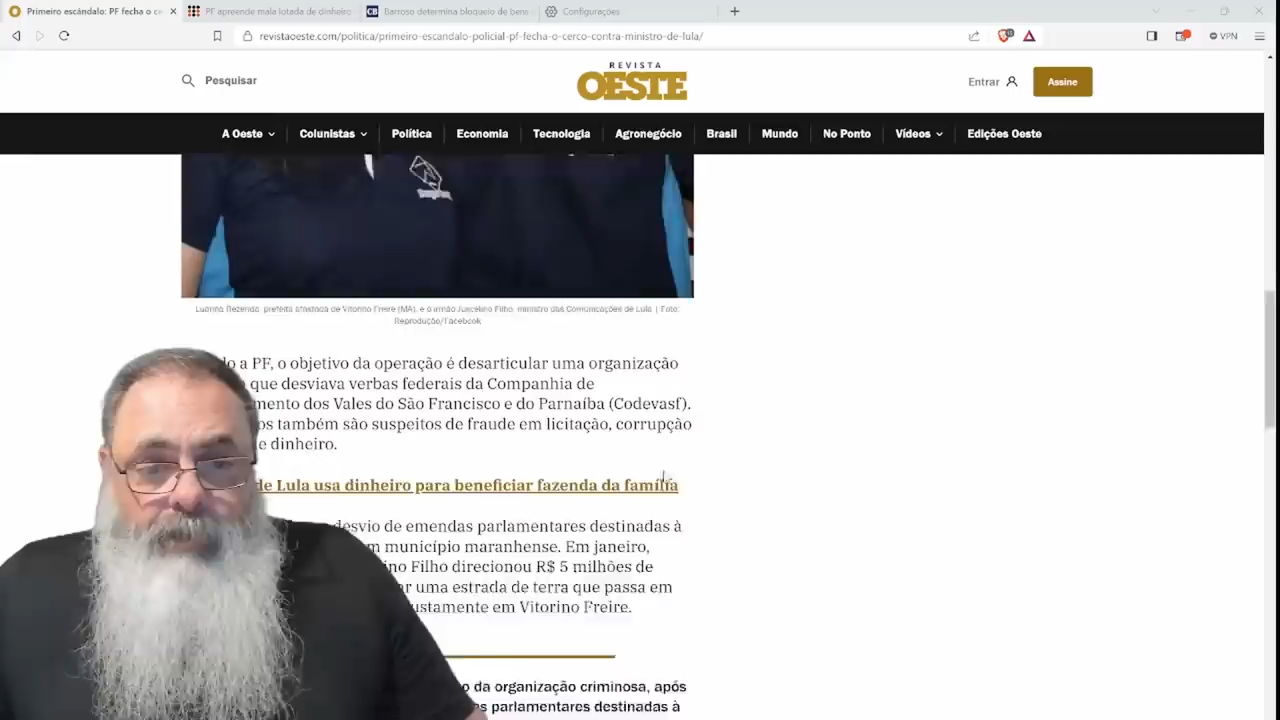 Primeiro escândalo: PF fecha o ce
PF apreende mala lotada de dinheiro
CB Barroso determina bloqueio de bens
Configurações
revistaoeste.com/politica/primeiro-escandalo-policial-pf-fecha-o-cerco-contra-ministro-de-lula/
VPN
Pesquisar
REVISTA
OESTE
Entrar
Assine
A Oeste
Colunistas
Política
Economia
Tecnologia
Agronegócio
Brasil
Mundo
No Ponto
Vídeos
Edições Oeste
Luanna Rezende, prefeita afastada de Vitorino Freire (MA), e o irmão Juscelino Filho, ministro das Comunicações de Lula | Foto:
Reprodução/Facebook
do a PF, o objetivo da operação é desarticular uma organização
que desviava verbas federais da Companhia de
mento dos Vales do São Francisco e do Parnaíba (Codevasf).
os também são suspeitos de fraude em licitação, corrupção
e dinheiro.
de Lula usa dinheiro para beneficiar fazenda da família
desvio de emendas parlamentares destinadas à
m município maranhense. Em janeiro,
ino Filho direcionou R$ 5 milhões de
ar uma estrada de terra que passa em
justamente em Vitorino Freire.
o da organização criminosa, após
s parlamentares destinadas à